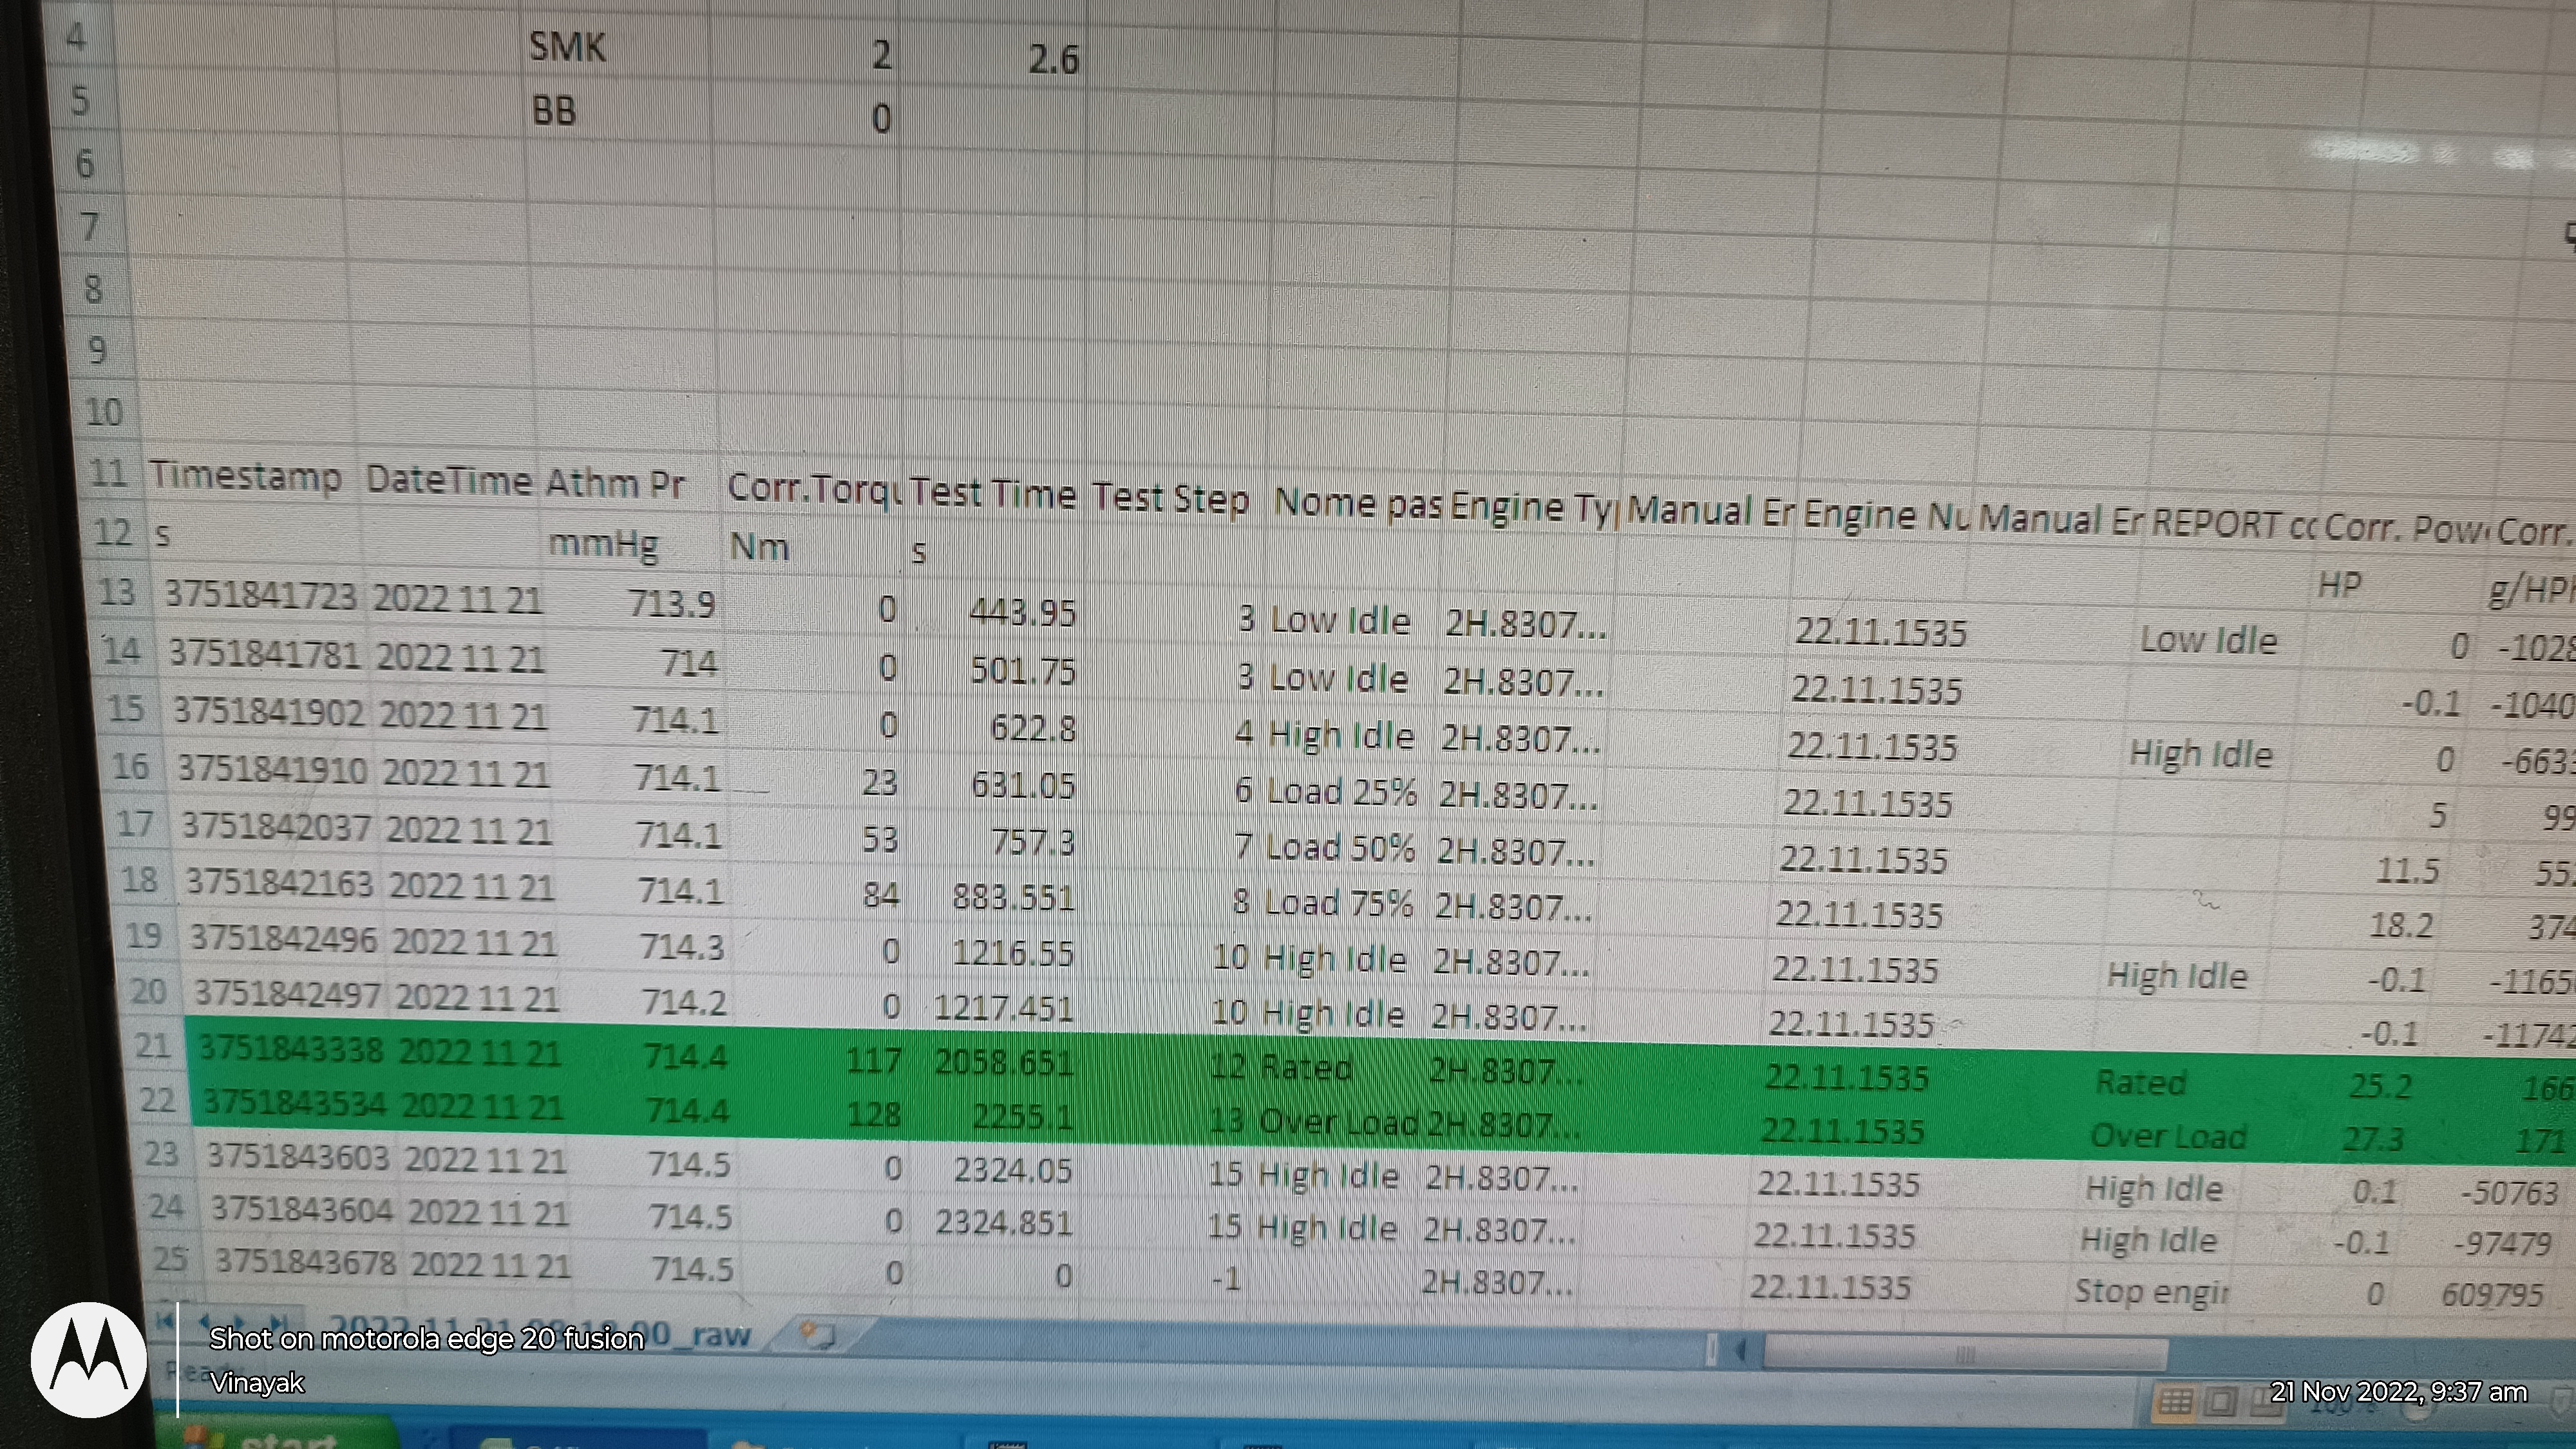 4 SMK 2 2.6
5 BB 0
6
7
8
9
10
11 Timestamp DateTime Athm Pr Corr.Torqu Test Time Test Step Nome pas Engine Typ Manual Er Engine Nu Manual Er REPORT cc Corr. Pow Corr.
12 s mmHg Nm s HP g/HPh
13 3751841723 2022 11 21 713.9 0 443.95 3 Low Idle 2H.8307... 22.11.1535 Low Idle 0 -1028
14 3751841781 2022 11 21 714 0 501.75 3 Low Idle 2H.8307... 22.11.1535 -0.1 -1040
15 3751841902 2022 11 21 714.1 0 622.8 4 High Idle 2H.8307... 22.11.1535 High Idle 0 -6633
16 3751841910 2022 11 21 714.1 23 631.05 6 Load 25% 2H.8307... 22.11.1535 5 99
17 3751842037 2022 11 21 714.1 53 757.3 7 Load 50% 2H.8307... 22.11.1535 11.5 55
18 3751842163 2022 11 21 714.1 84 883.551 8 Load 75% 2H.8307... 22.11.1535 18.2 374
19 3751842496 2022 11 21 714.3 0 1216.55 10 High Idle 2H.8307... 22.11.1535 High Idle -0.1 -1165
20 3751842497 2022 11 21 714.2 0 1217.451 10 High Idle 2H.8307... 22.11.1535 -0.1 -11742
21 3751843338 2022 11 21 714.4 117 2058.651 12 Rated 2H.8307... 22.11.1535 Rated 25.2 166
22 3751843534 2022 11 21 714.4 128 2255.1 13 Over Load 2H.8307... 22.11.1535 Over Load 27.3 171
23 3751843603 2022 11 21 714.5 0 2324.05 15 High Idle 2H.8307... 22.11.1535 High Idle 0.1 -50763
24 3751843604 2022 11 21 714.5 0 2324.851 15 High Idle 2H.8307... 22.11.1535 High Idle -0.1 -97479
25 3751843678 2022 11 21 714.5 0 0 -1 2H.8307... 22.11.1535 Stop engir 0 609795
Shot on motorola edge 20 fusion
Vinayak
21 Nov 2022, 9:37 am
start